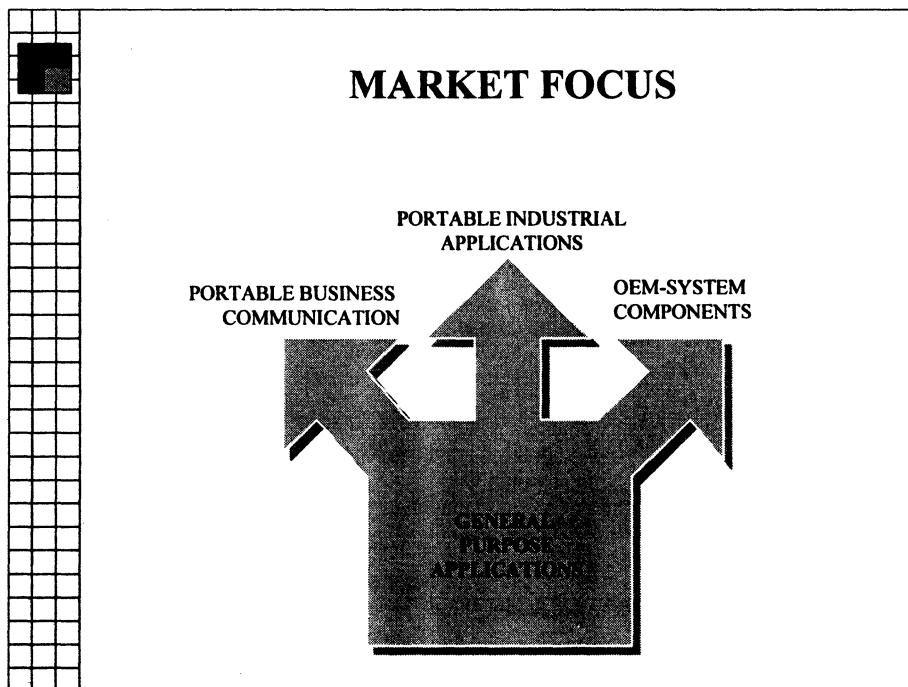 MARKET FOCUS
PORTABLE INDUSTRIAL
APPLICATIONS
PORTABLE BUSINESS
COMMUNICATION
OEM-SYSTEM
COMPONENTS
GENERAL
PURPOSE
APPLICATIONS